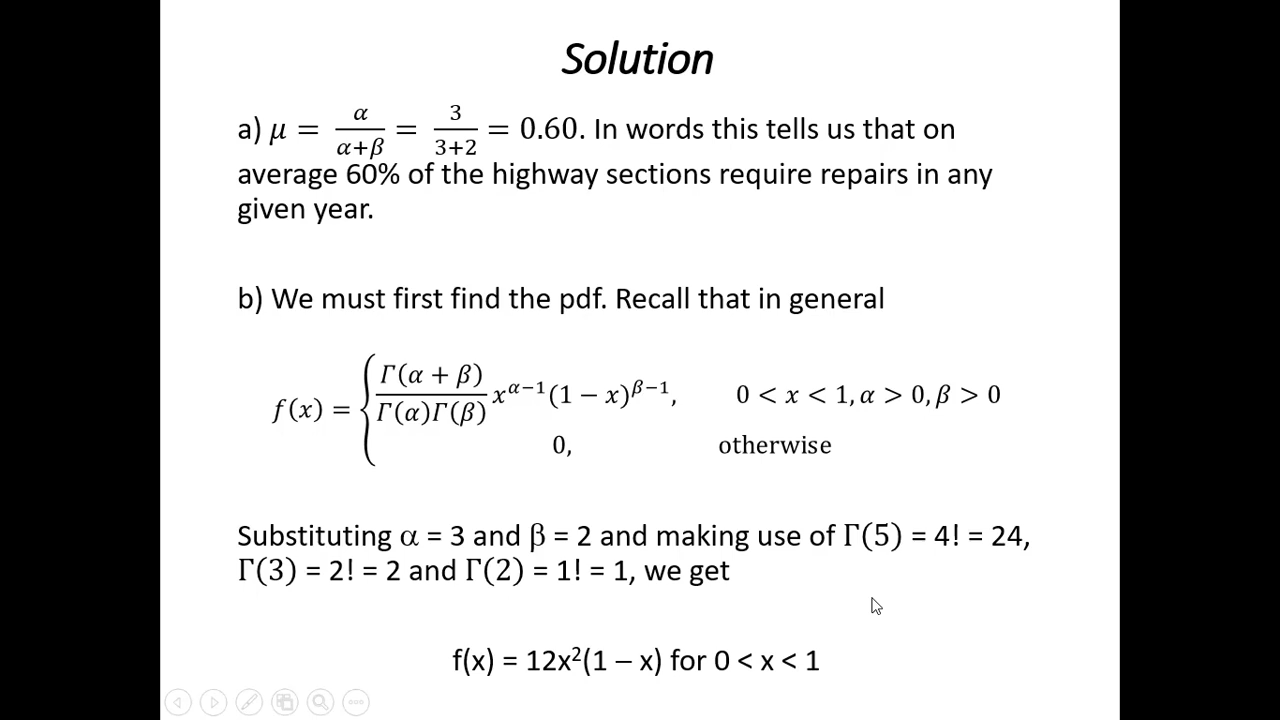 Solution
a) μ = α/(α+β) = 3/(3+2) = 0.60. In words this tells us that on
average 60% of the highway sections require repairs in any
given year.
b) We must first find the pdf. Recall that in general
f(x) = { Γ(α + β)/(Γ(α)Γ(β)) x^(α−1)(1 − x)^(β−1), 0 < x < 1, α > 0, β > 0
0, otherwise
Substituting α = 3 and β = 2 and making use of Γ(5) = 4! = 24,
Γ(3) = 2! = 2 and Γ(2) = 1! = 1, we get
f(x) = 12x²(1 – x) for 0 < x < 1